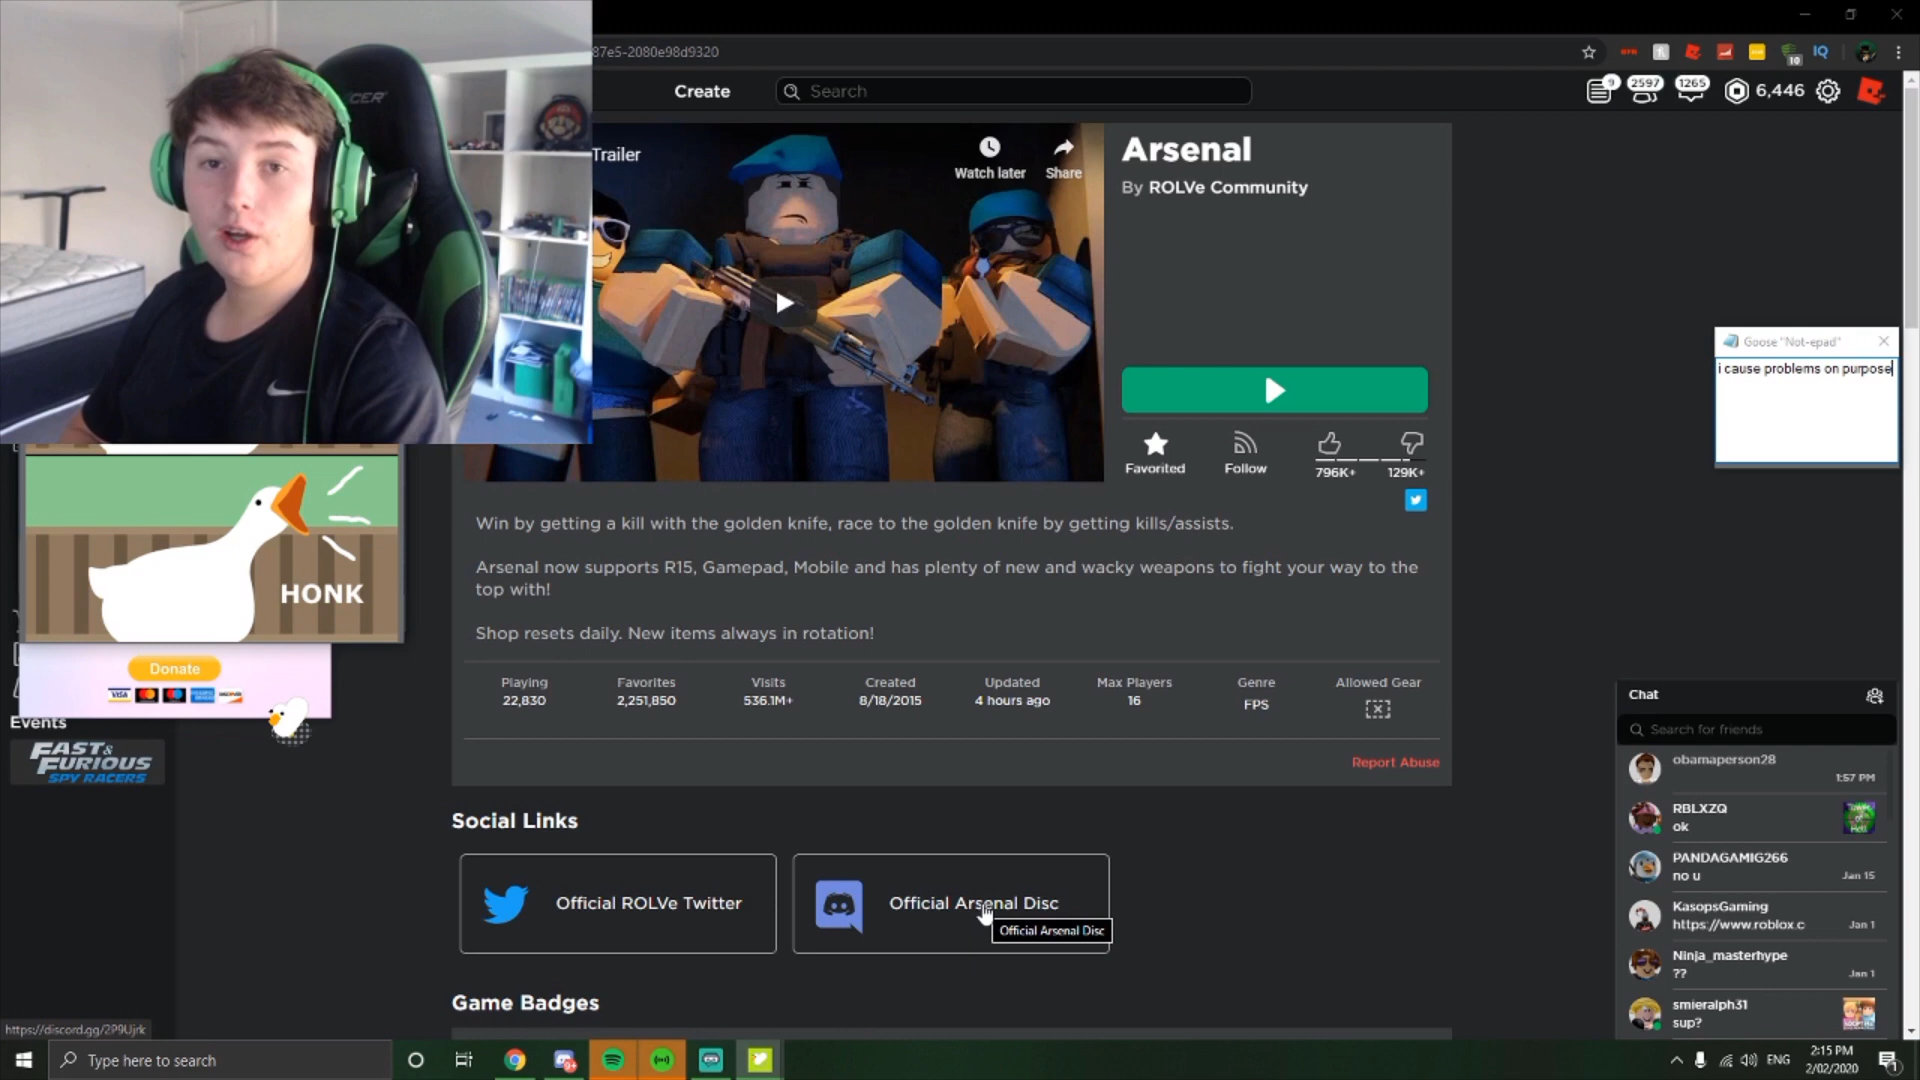 87e5-2080e98d9320
IQ
10
Create
Search
9
2597
1265
6,446
CER
Trailer
Watch later
Share
Arsenal
By ROLVe Community
Favorited
Follow
796K+
129K+
Goose "Not-epad"
i cause problems on purpose
HONK
Donate
VISA
Events
FAST &
FURIOUS
SPY RACERS
Win by getting a kill with the golden knife, race to the golden knife by getting kills/assists.
Arsenal now supports R15, Gamepad, Mobile and has plenty of new and wacky weapons to fight your way to the
top with!
Shop resets daily. New items always in rotation!
Playing Favorites Visits Created Updated Max Players Genre Allowed Gear
22,830 2,251,850 536.1M+ 8/18/2015 4 hours ago 16 FPS
Report Abuse
Social Links
Official ROLVe Twitter
Official Arsenal Disc
Official Arsenal Disc
Game Badges
Chat
Search for friends
obamaperson28
1:57 PM
RBLXZQ
ok
PANDAGAMIG266
no u Jan 15
KasopsGaming
https://www.roblox.c Jan 1
Ninja_masterhype
?? Jan 1
smieralph31
sup?
https://discord.gg/2P9Ujrk
Type here to search
ENG
2:15 PM
2/02/2020
1